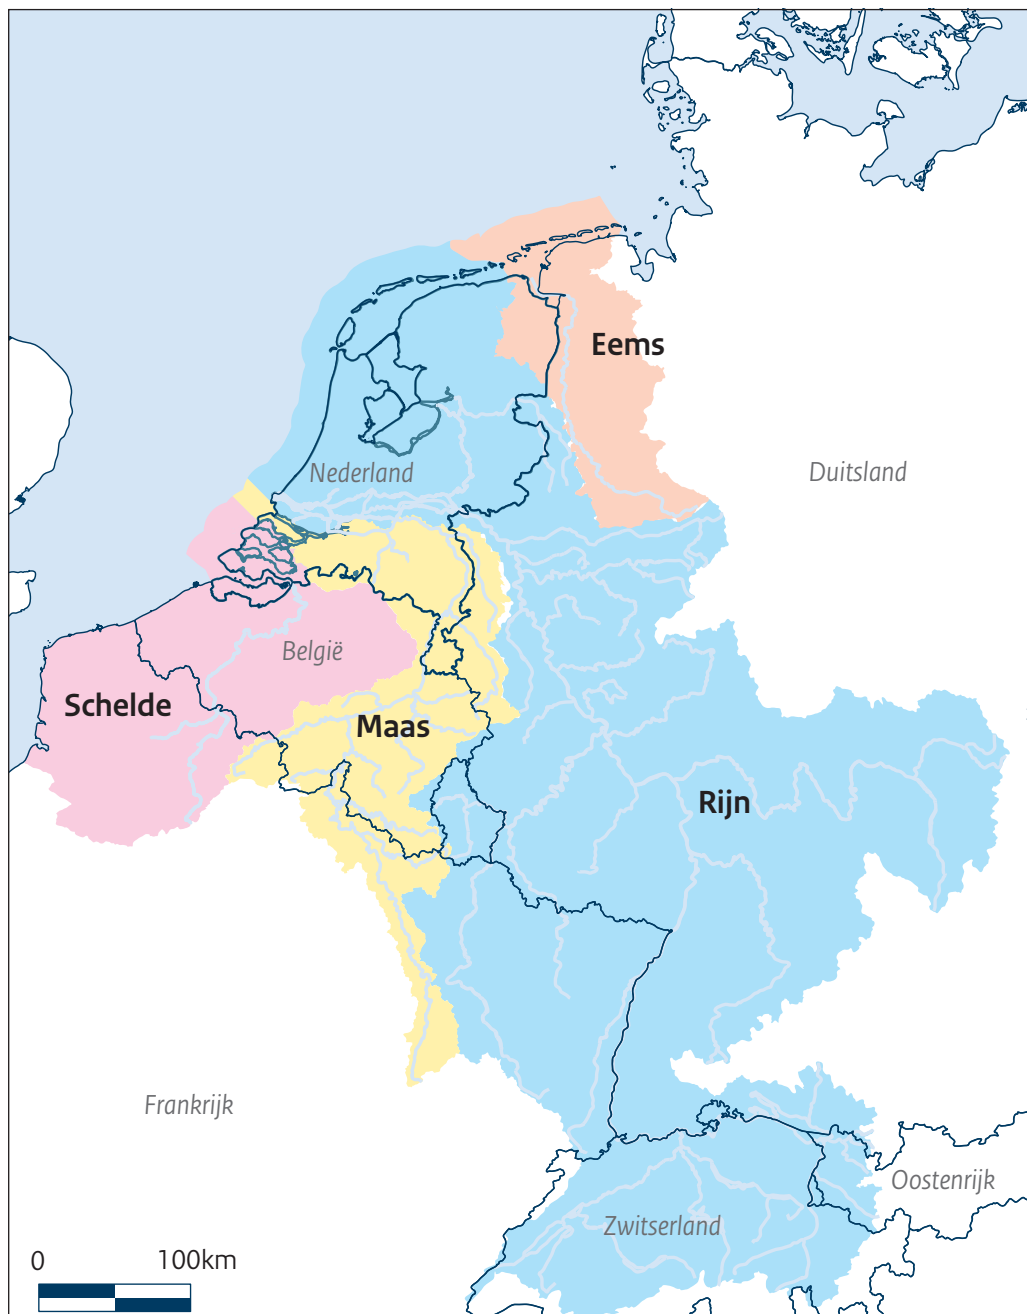 Eems
Nederland
Duitsland
België
Schelde
Maas
Rijn
Frankrijk
Oostenrijk
Zwitserland
0 100km